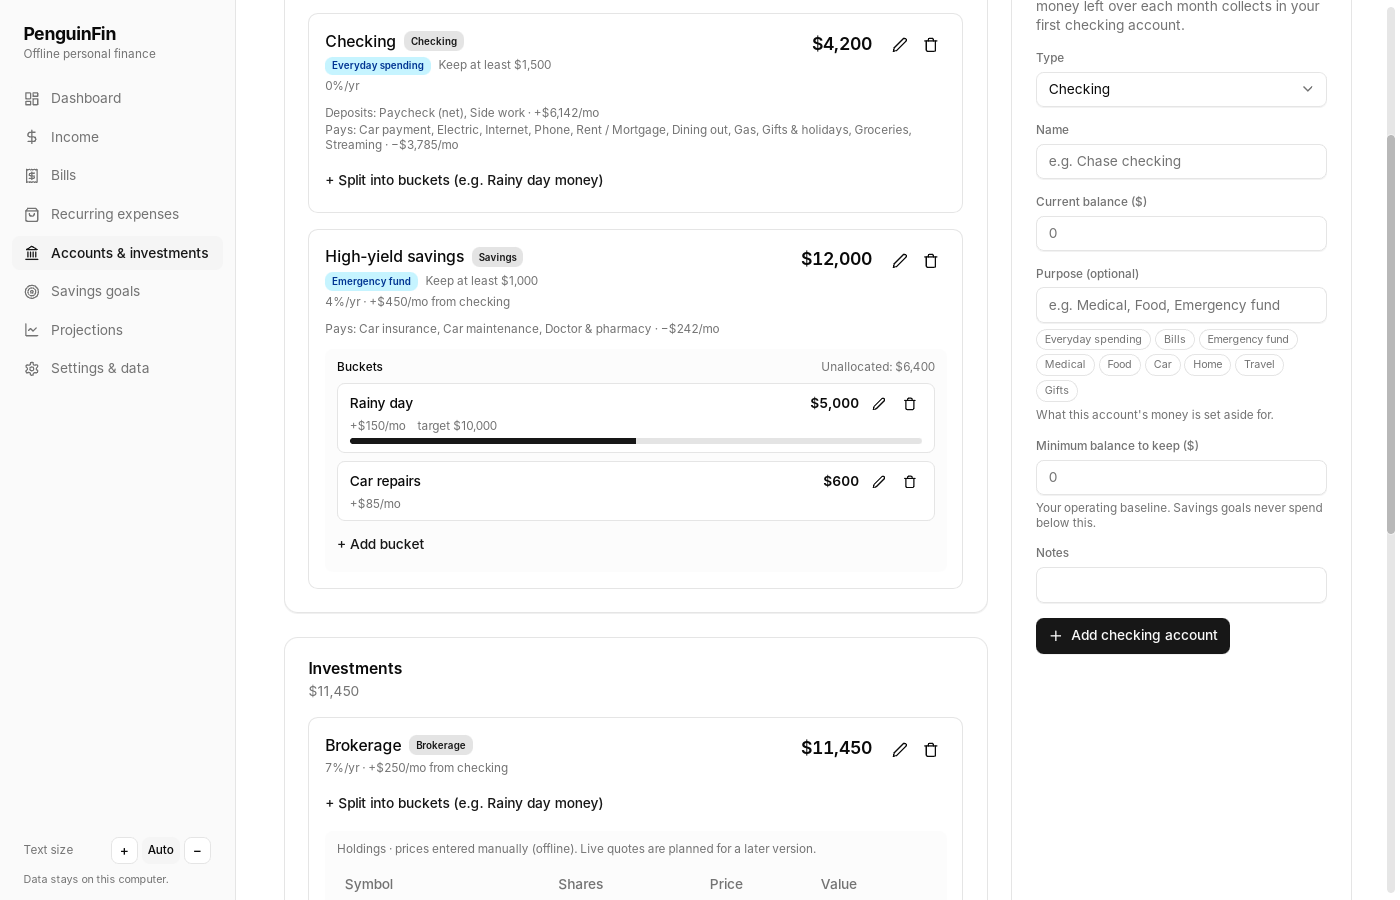 PenguinFin
Offline personal finance
Dashboard
Income
Bills
Recurring expenses
Accounts & investments
Savings goals
Projections
Settings & data
Text size
+
Auto
−
Data stays on this computer.
Checking
Checking
$4,200
Everyday spending
Keep at least $1,500
0%/yr
Deposits: Paycheck (net), Side work · +$6,142/mo
Pays: Car payment, Electric, Internet, Phone, Rent / Mortgage, Dining out, Gas, Gifts & holidays, Groceries,
Streaming · −$3,785/mo
+ Split into buckets (e.g. Rainy day money)
High-yield savings
Savings
$12,000
Emergency fund
Keep at least $1,000
4%/yr · +$450/mo from checking
Pays: Car insurance, Car maintenance, Doctor & pharmacy · −$242/mo
Buckets
Unallocated: $6,400
Rainy day
$5,000
+$150/mo
target $10,000
Car repairs
$600
+$85/mo
+ Add bucket
Investments
$11,450
Brokerage
Brokerage
$11,450
7%/yr · +$250/mo from checking
+ Split into buckets (e.g. Rainy day money)
Holdings · prices entered manually (offline). Live quotes are planned for a later version.
Symbol
Shares
Price
Value
money left over each month collects in your
first checking account.
Type
Checking
Name
e.g. Chase checking
Current balance ($)
0
Purpose (optional)
e.g. Medical, Food, Emergency fund
Everyday spending
Bills
Emergency fund
Medical
Food
Car
Home
Travel
Gifts
What this account's money is set aside for.
Minimum balance to keep ($)
0
Your operating baseline. Savings goals never spend
below this.
Notes
+ Add checking account